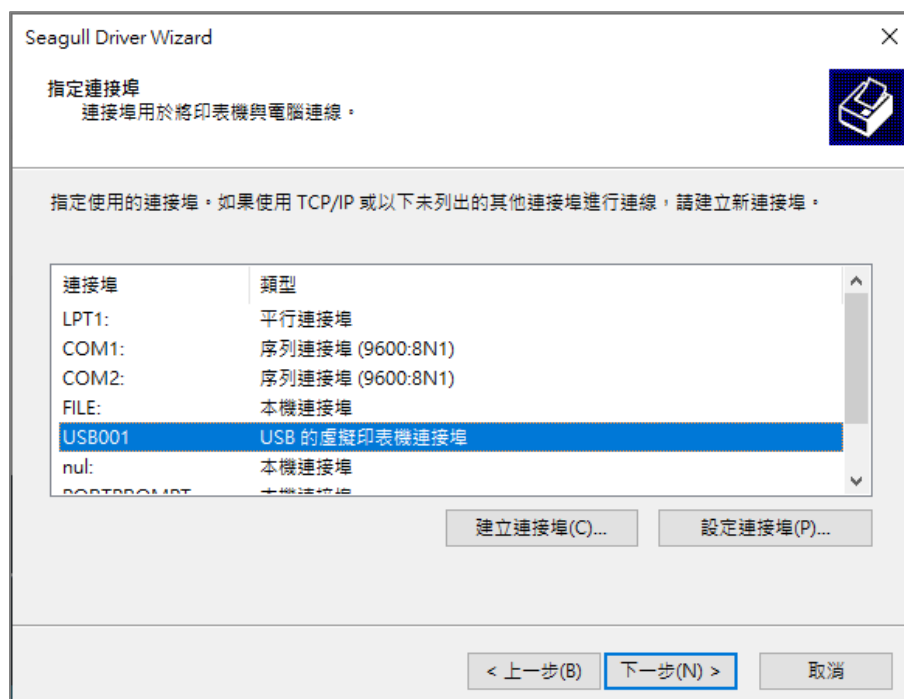 Seagull Driver Wizard
指定連接埠
連接埠用於將印表機與電腦連線。
指定使用的連接埠。如果使用 TCP/IP 或以下未列出的其他連接埠進行連線，請建立新連接埠。
連接埠 類型
LPT1: 平行連接埠
COM1: 序列連接埠 (9600:8N1)
COM2: 序列連接埠 (9600:8N1)
FILE: 本機連接埠
USB001 USB 的虛擬印表機連接埠
nul: 本機連接埠
PORTPROMPT 本機連接埠
建立連接埠(C)... 設定連接埠(P)...
< 上一步(B) 下一步(N) > 取消